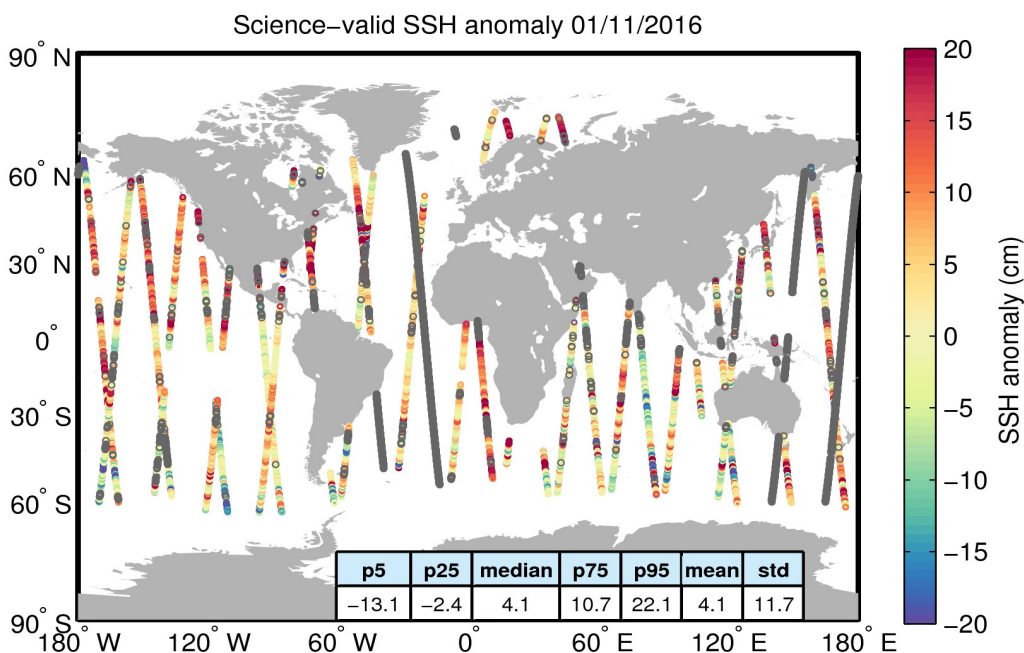 Science−valid SSH anomaly 01/11/2016
90° N
60° N
30° N
0°
30° S
60° S
90° S
180° W
120° W
60° W
0°
60° E
120° E
180° E
p5 p25 median p75 p95 mean std
−13.1 −2.4 4.1 10.7 22.1 4.1 11.7
20
15
10
5
0
−5
−10
−15
−20
SSH anomaly (cm)